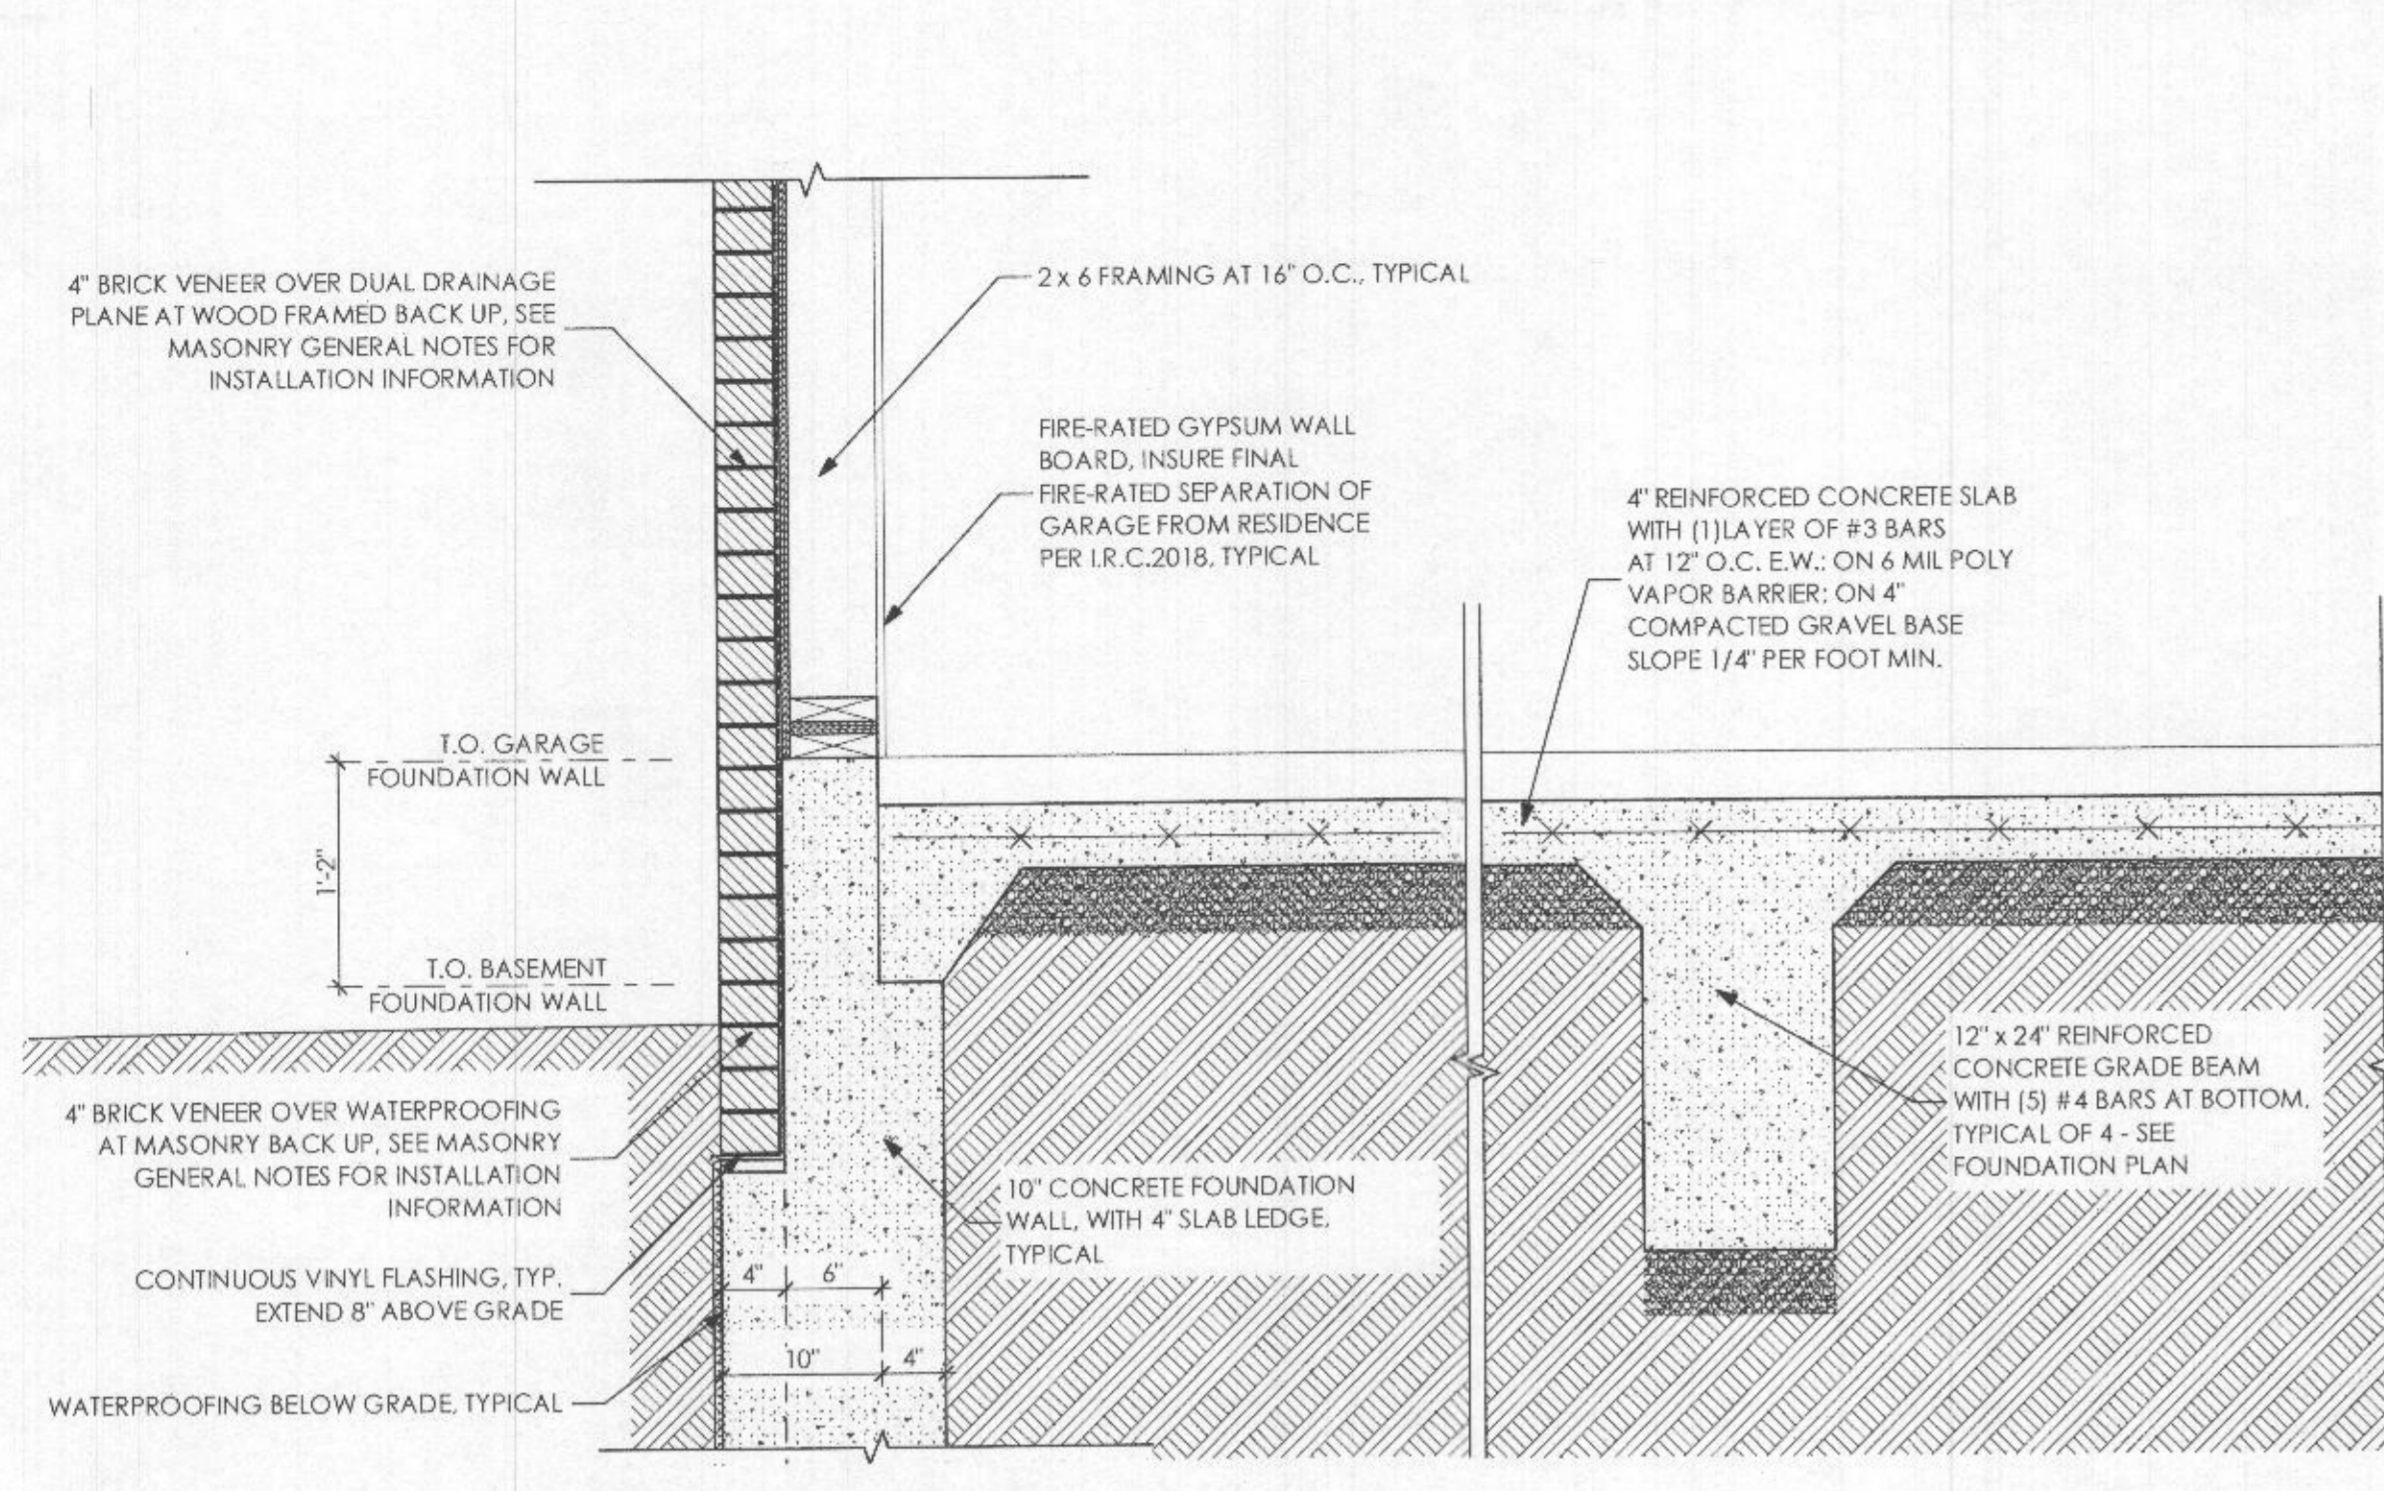 4" BRICK VENEER OVER DUAL DRAINAGE
PLANE AT WOOD FRAMED BACK UP, SEE
MASONRY GENERAL NOTES FOR
INSTALLATION INFORMATION
2 x 6 FRAMING AT 16" O.C., TYPICAL
FIRE-RATED GYPSUM WALL
BOARD, INSURE FINAL
FIRE-RATED SEPARATION OF
GARAGE FROM RESIDENCE
PER I.R.C.2018, TYPICAL
4" REINFORCED CONCRETE SLAB
WITH (1)LAYER OF #3 BARS
AT 12" O.C. E.W.: ON 6 MIL POLY
VAPOR BARRIER: ON 4"
COMPACTED GRAVEL BASE
SLOPE 1/4" PER FOOT MIN.
T.O. GARAGE
FOUNDATION WALL
1'-2"
T.O. BASEMENT
FOUNDATION WALL
4" BRICK VENEER OVER WATERPROOFING
AT MASONRY BACK UP, SEE MASONRY
GENERAL NOTES FOR INSTALLATION
INFORMATION
CONTINUOUS VINYL FLASHING, TYP.
EXTEND 8" ABOVE GRADE
WATERPROOFING BELOW GRADE, TYPICAL
10" CONCRETE FOUNDATION
WALL, WITH 4" SLAB LEDGE,
TYPICAL
4" 6"
10" 4"
12" x 24" REINFORCED
CONCRETE GRADE BEAM
WITH (5) #4 BARS AT BOTTOM.
TYPICAL OF 4 - SEE
FOUNDATION PLAN